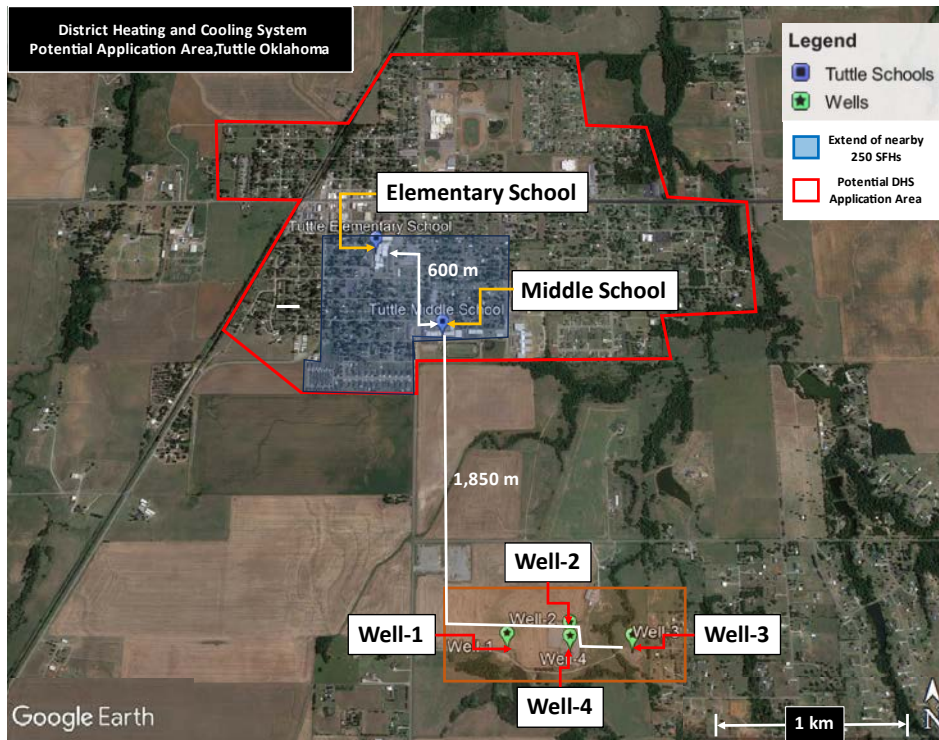 District Heating and Cooling System
Potential Application Area,Tuttle Oklahoma
Legend
Tuttle Schools
Wells
Extend of nearby
250 SFHs
Potential DHS
Application Area
Elementary School
Tuttle Elementary School
600 m
Middle School
Tuttle Middle School
1,850 m
Well-2
Well-2
Well-1
Well-1
Well-3
Well-3
Well-4
Well-4
Google Earth
1 km
N